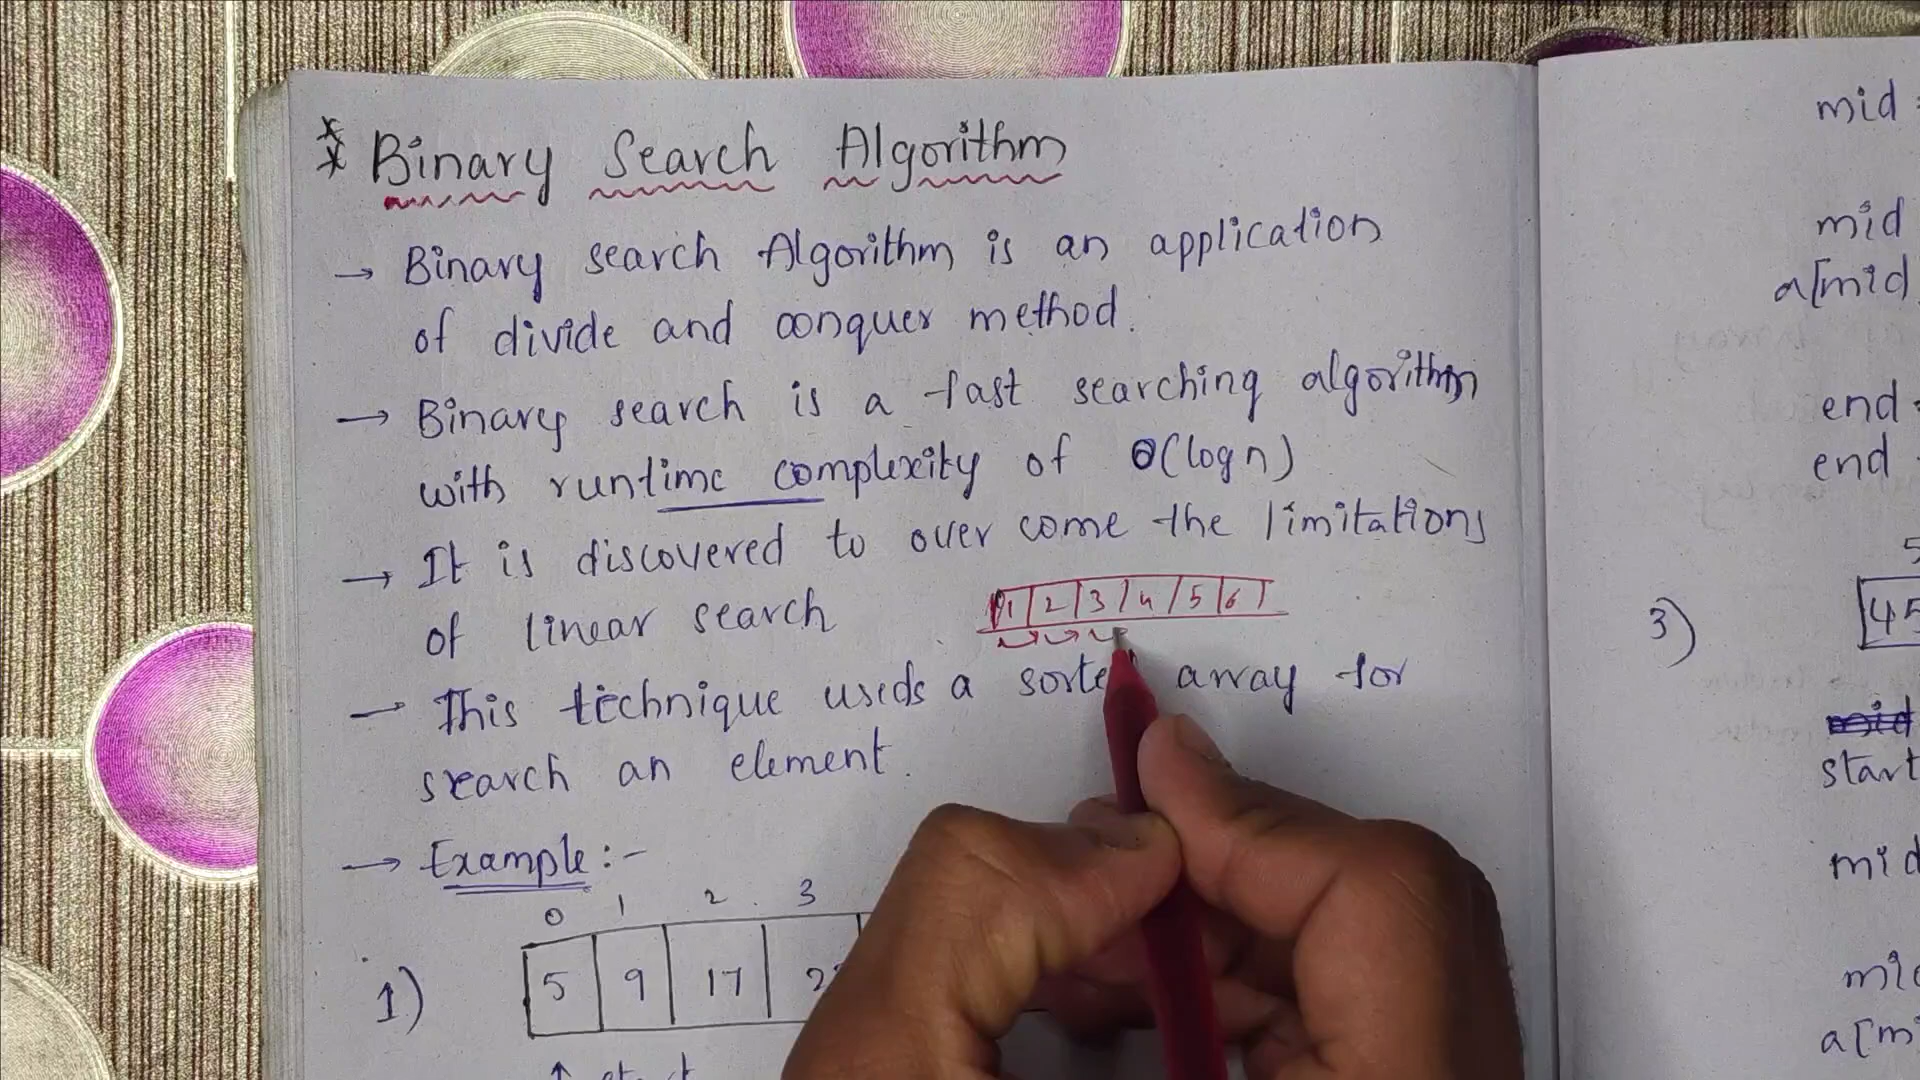 Binary Search Algorithm
→ Binary search Algorithm is an application
of divide and conquer method.
→ Binary search is a fast searching algorithm
with runtime complexity of O(logn)
→ It is discovered to over come the limitations
of linear search
1 2 3 4 5 6
→ This technique useds a sorte array for
search an element.
→ Example:-
0 1 2 3
1) 5 9 17
mid
mid
a[mid]
end
end
3) 45
start
mid